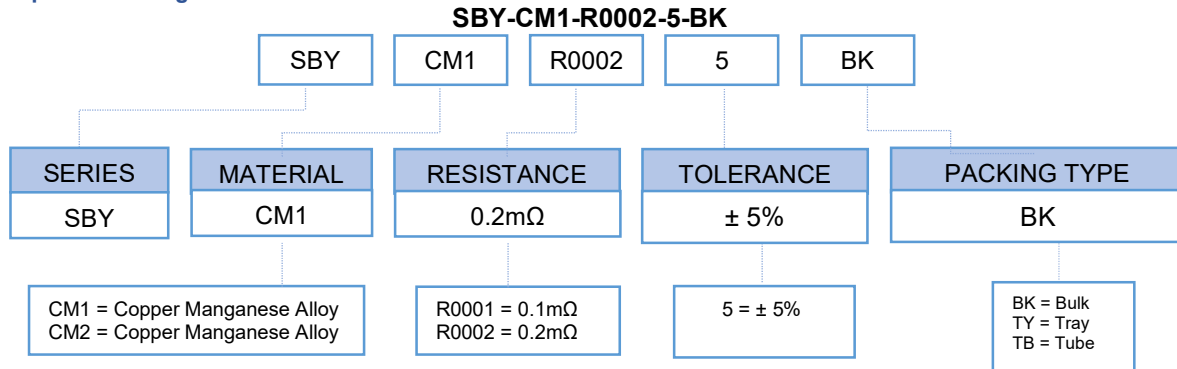 SBY-CM1-R0002-5-BK
SBY CM1 R0002 5 BK
SERIES MATERIAL RESISTANCE TOLERANCE PACKING TYPE
SBY CM1 0.2mΩ ± 5% BK
CM1 = Copper Manganese Alloy
CM2 = Copper Manganese Alloy
R0001 = 0.1mΩ
R0002 = 0.2mΩ
5 = ± 5%
BK = Bulk
TY = Tray
TB = Tube